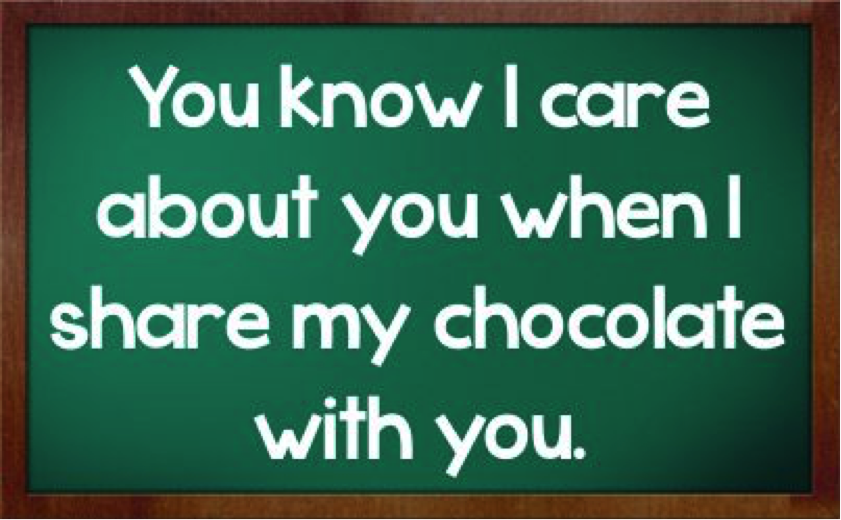 You know I care
about you when I
share my chocolate
with you.